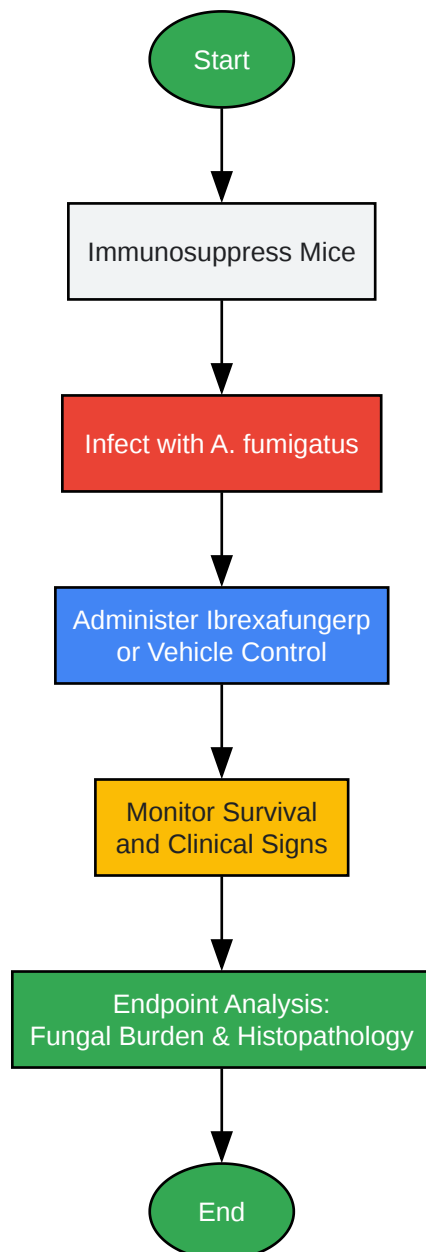 Start
Immunosuppress Mice
Infect with A. fumigatus
Administer Ibrexafungerp
or Vehicle Control
Monitor Survival
and Clinical Signs
Endpoint Analysis:
Fungal Burden & Histopathology
End